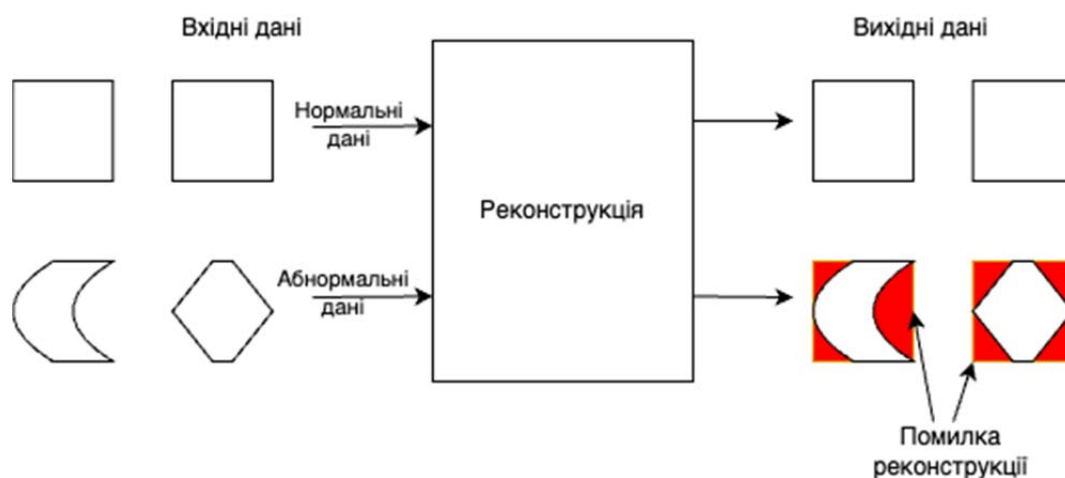 Вхідні дані
Вихідні дані
Нормальні
дані
Реконструкція
Абнормальні
дані
Помилка
реконструкції